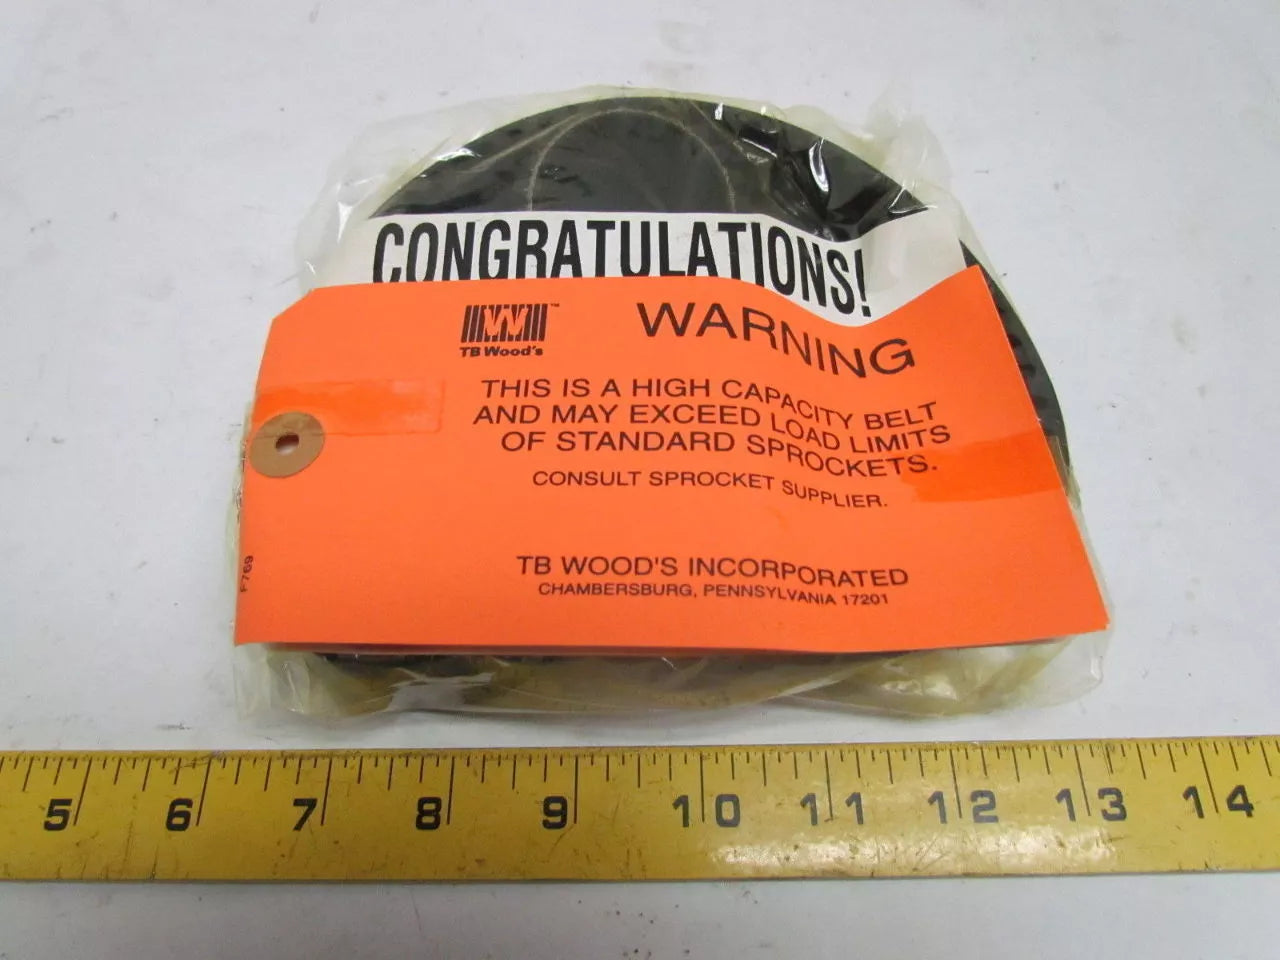 CONGRATULATIONS!
WARNING
TM
TB Wood's
THIS IS A HIGH CAPACITY BELT
AND MAY EXCEED LOAD LIMITS
OF STANDARD SPROCKETS.
CONSULT SPROCKET SUPPLIER.
TB WOOD'S INCORPORATED
CHAMBERSBURG, PENNSYLVANIA 17201
F769
5 6 7 8 9 10 11 12 13 14